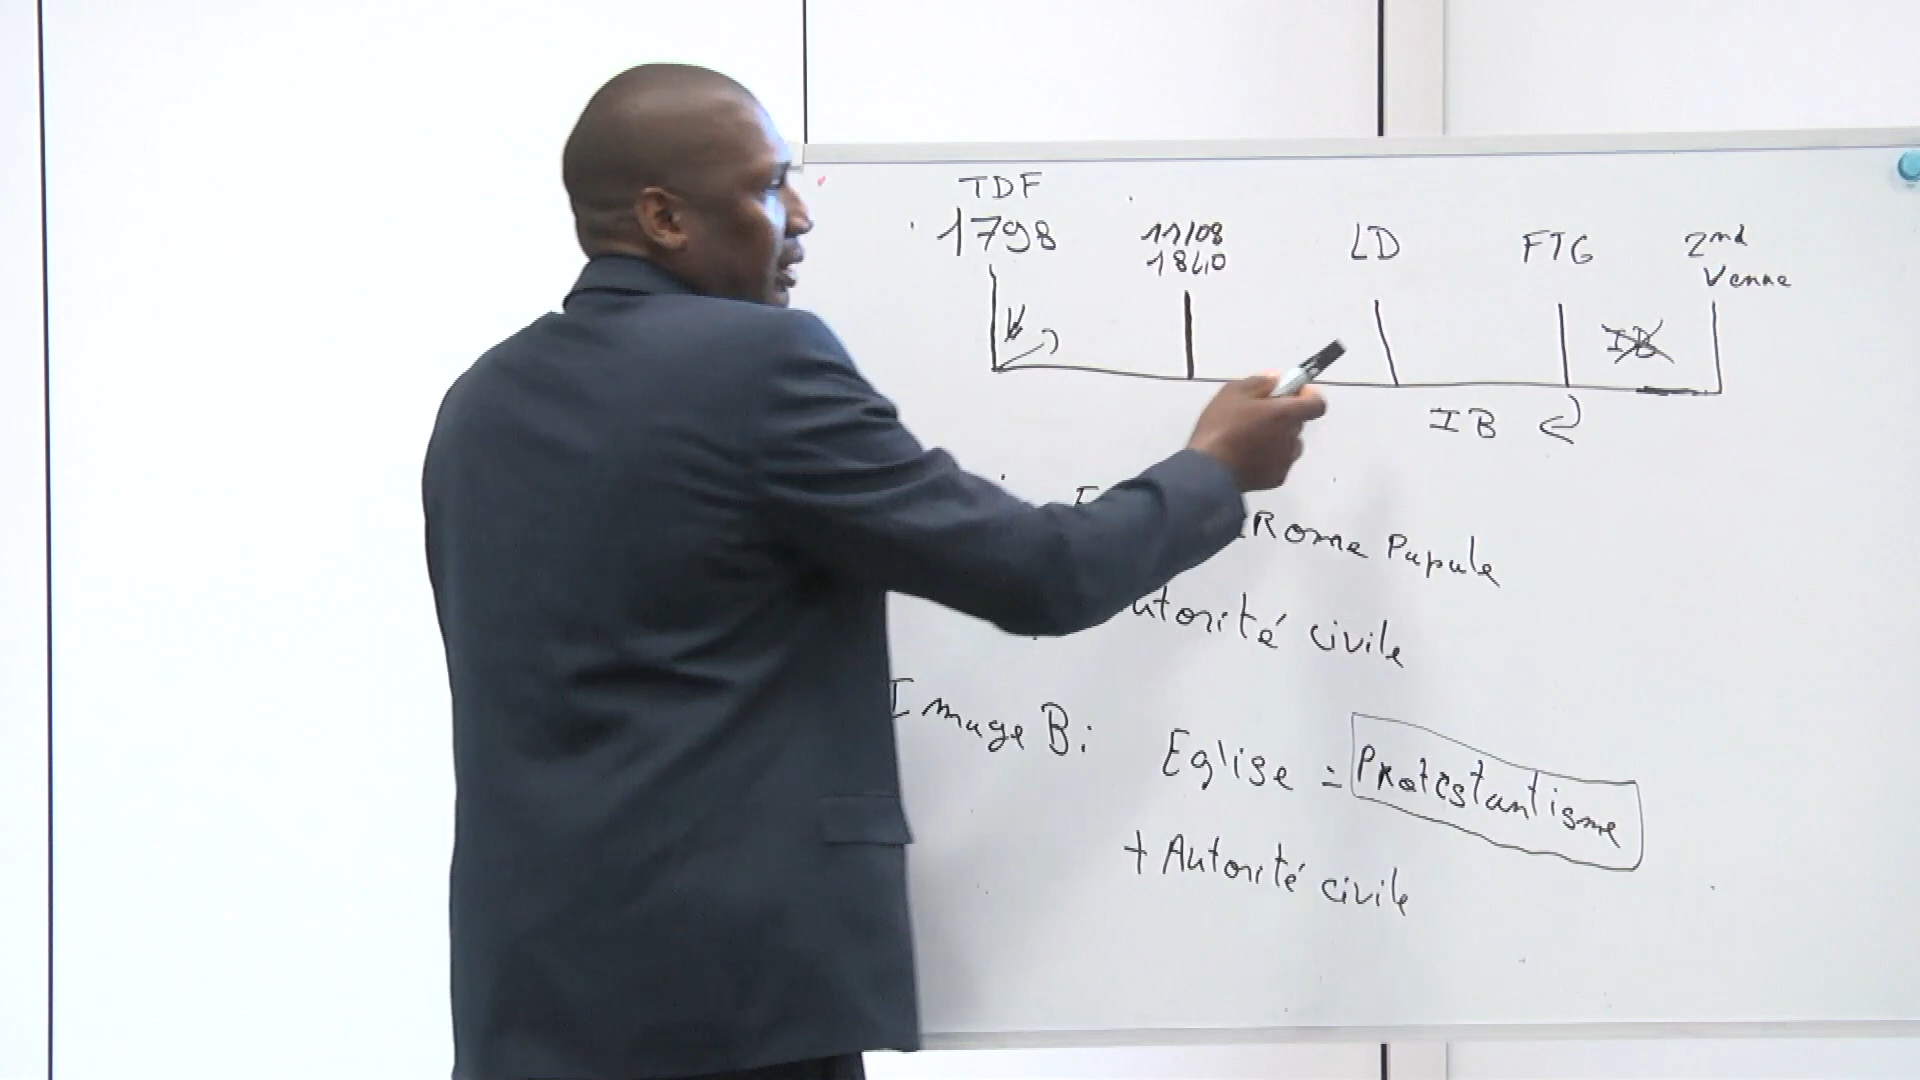 TDF
1798
11/08
1840
LD
FTG
2nd
Venue
IB
IB
Rome Papale
Autorité civile
Image B:
Eglise = Protestantisme
+ Autorité civile